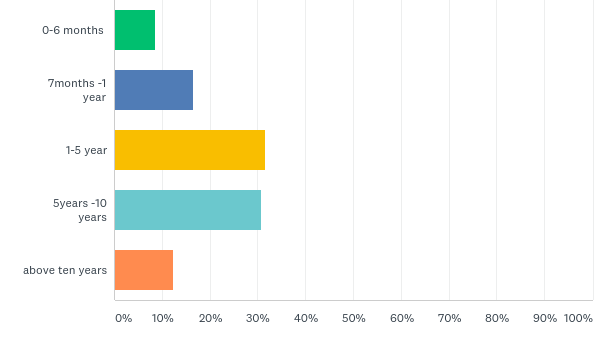 0-6 months
7months -1
year
1-5 year
5years -10
years
above ten years
0% 10% 20% 30% 40% 50% 60% 70% 80% 90% 100%